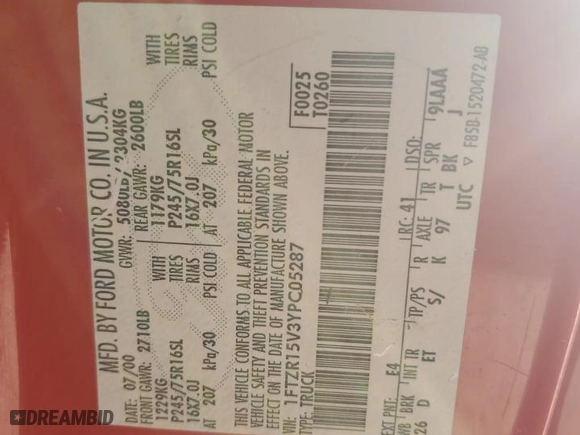 MFD. BY FORD MOTOR CO. IN U.S.A.
DATE: 07/00 GVWR: 5080LB/ 2304KG
FRONT GAWR: 2710LB REAR GAWR: 2600LB
1229KG WITH 1179KG WITH
P245/75R16SL TIRES P245/75R16SL TIRES
16X7.0J RIMS 16X7.0J RIMS
AT 207 kPa/30 PSI COLD AT 207 kPa/30 PSI COLD
THIS VEHICLE CONFORMS TO ALL APPLICABLE FEDERAL MOTOR
VEHICLE SAFETY AND THEFT PREVENTION STANDARDS IN
EFFECT ON THE DATE OF MANUFACTURE SHOWN ABOVE.
1FTZR15V3YPC05287 F0025
TYPE: TRUCK T0260
EXT PNT: E4 RC: 41 DSO:
WB BRK INT TR TP/PS R AXLE TR SPR 9LAAA
26 D ET S/ K 97 T BK J
UTC ▽ F85B-1520472-AB
DREAMBID